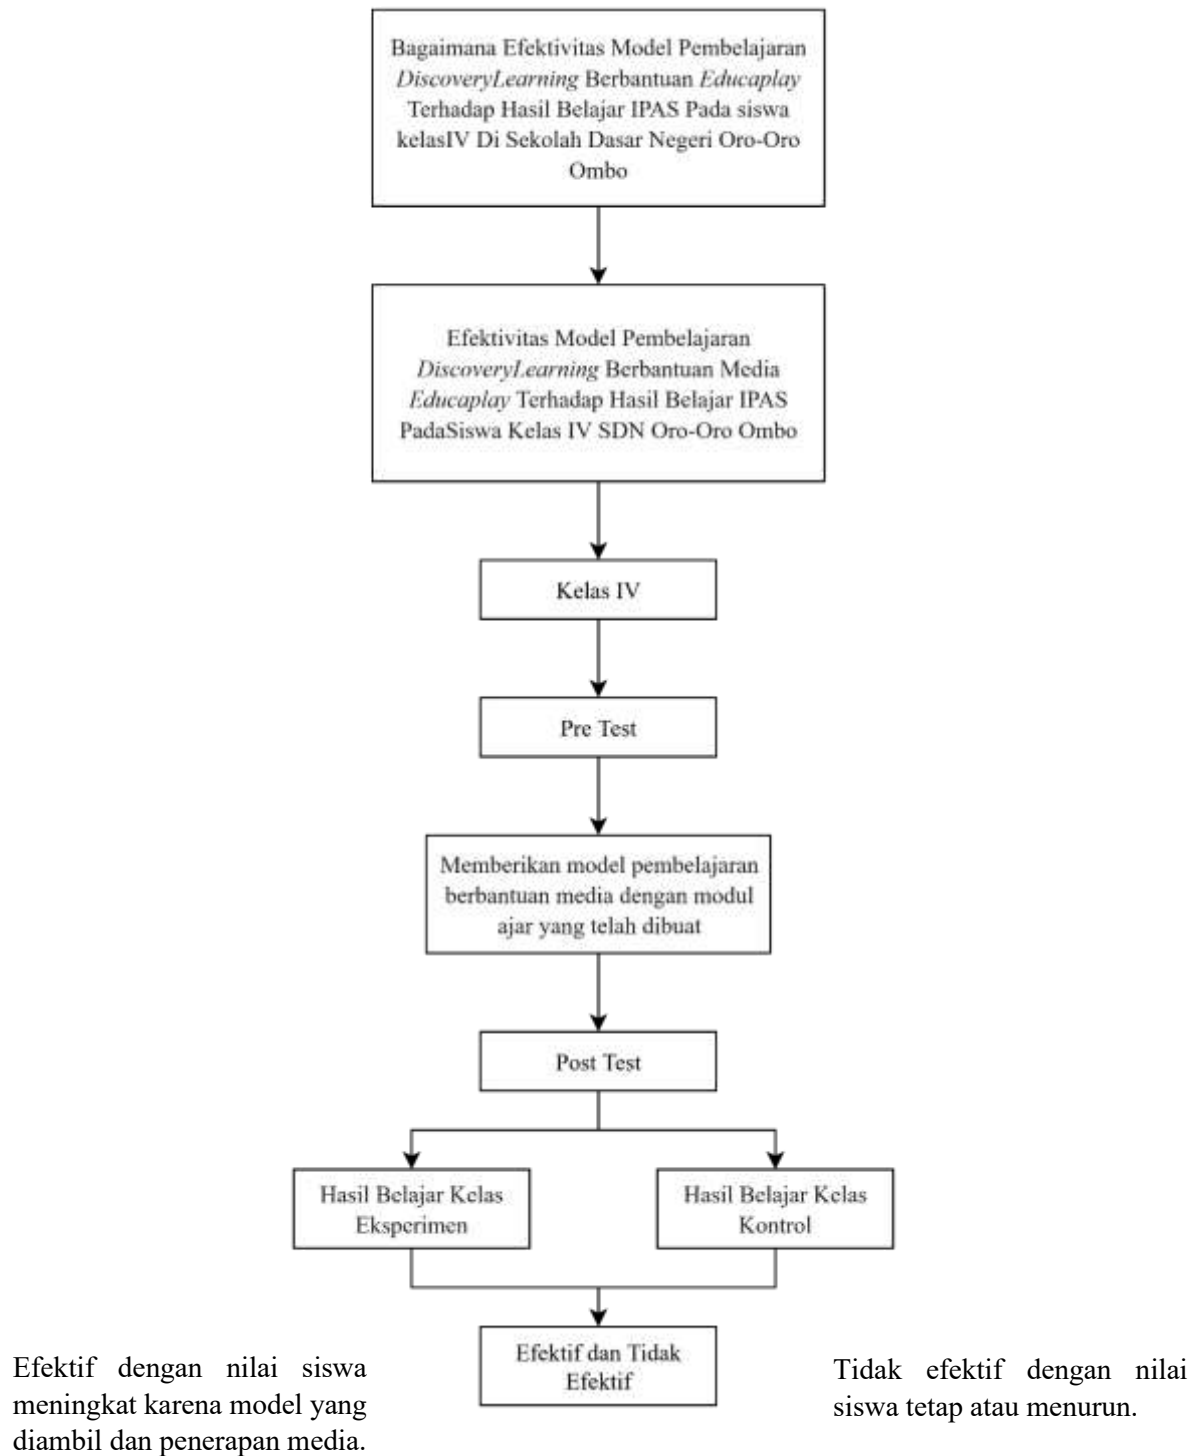 Bagaimana Efektivitas Model Pembelajaran
DiscoveryLearning Berbantuan Educaplay
Terhadap Hasil Belajar IPAS Pada siswa
kelasIV Di Sekolah Dasar Negeri Oro-Oro
Ombo
Efektivitas Model Pembelajaran
DiscoveryLearning Berbantuan Media
Educaplay Terhadap Hasil Belajar IPAS
PadaSiswa Kelas IV SDN Oro-Oro Ombo
Kelas IV
Pre Test
Memberikan model pembelajaran
berbantuan media dengan modul
ajar yang telah dibuat
Post Test
Hasil Belajar Kelas
Eksperimen
Hasil Belajar Kelas
Kontrol
Efektif dan Tidak
Efektif
Efektif dengan nilai siswa
meningkat karena model yang
diambil dan penerapan media.
Tidak efektif dengan nilai
siswa tetap atau menurun.